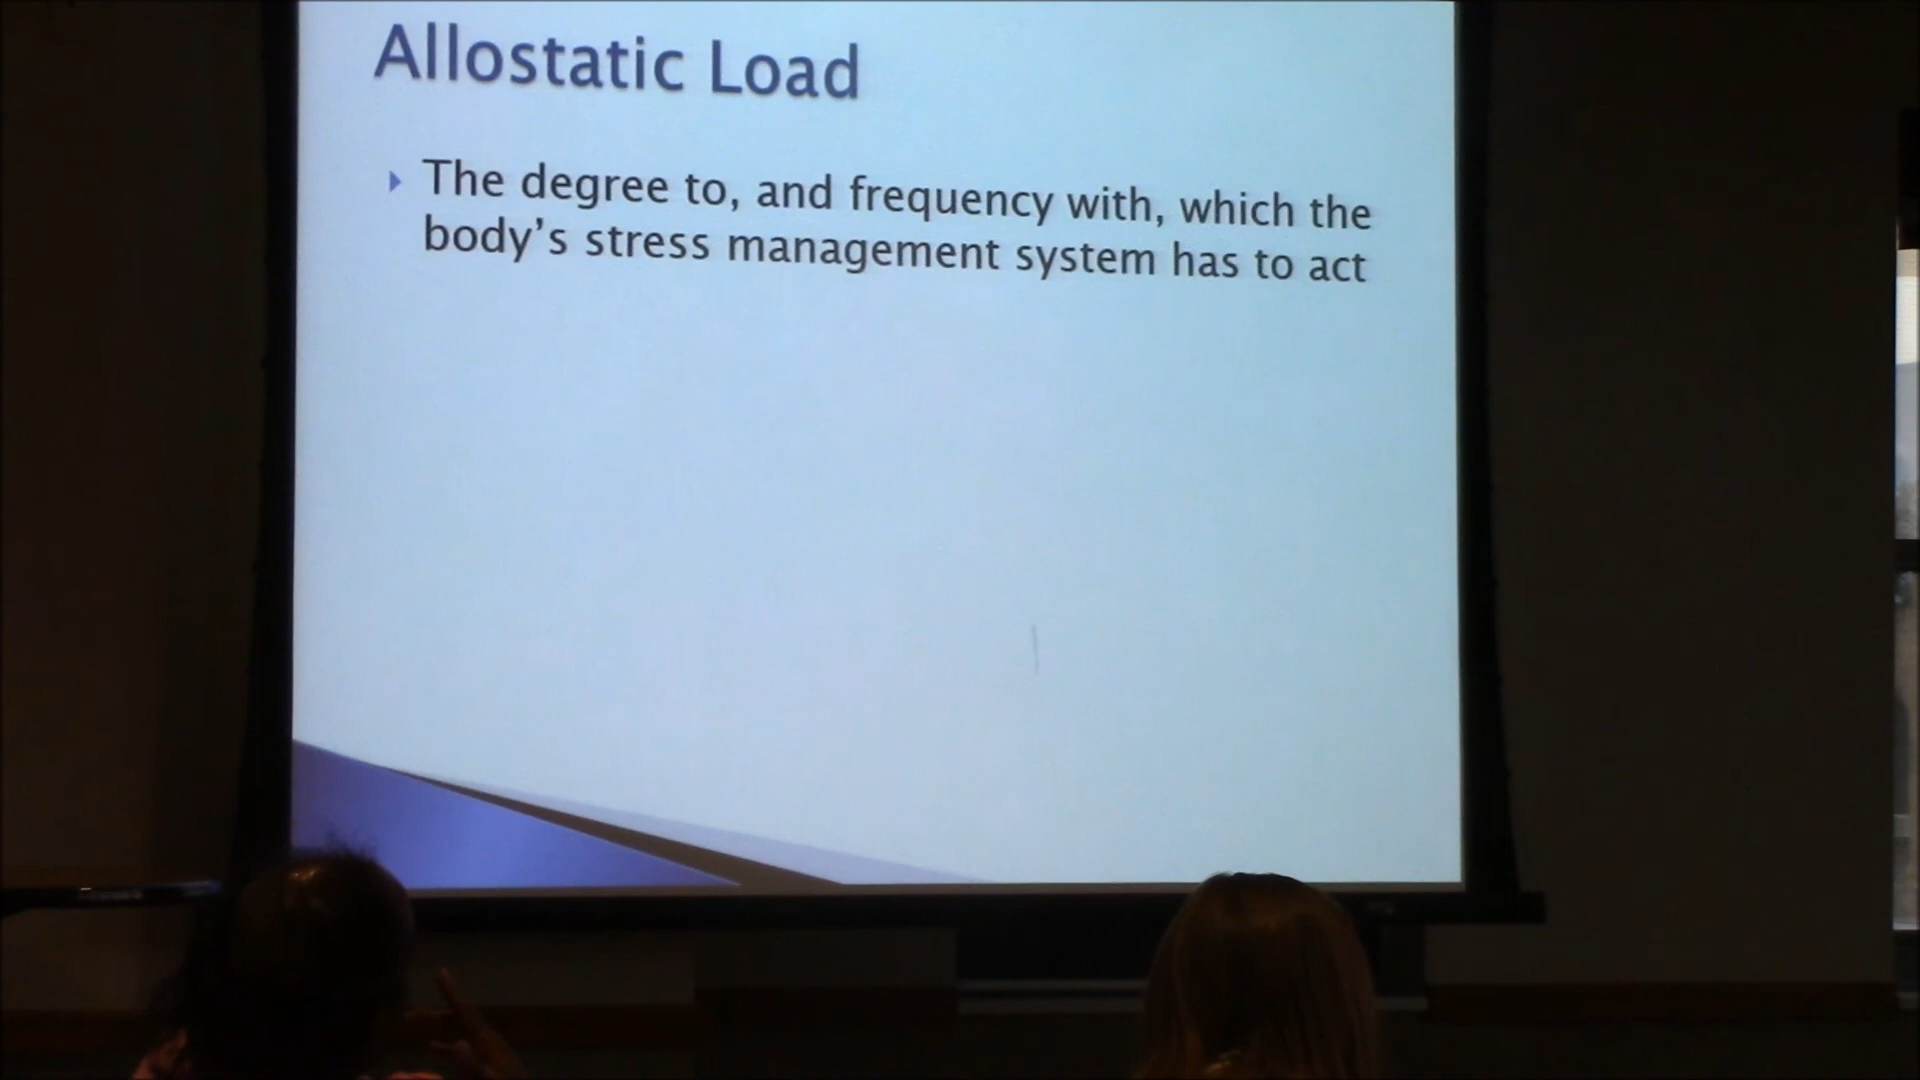 Allostatic Load
The degree to, and frequency with, which the
body's stress management system has to act